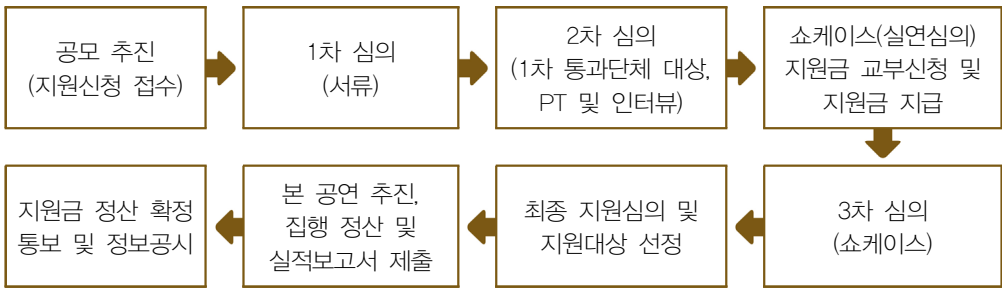 공모 추진
(지원신청 접수)
1차 심의
(서류)
2차 심의
(1차 통과단체 대상,
PT 및 인터뷰)
쇼케이스(실연심의)
지원금 교부신청 및
지원금 지급
3차 심의
(쇼케이스)
최종 지원심의 및
지원대상 선정
본 공연 추진,
집행 정산 및
실적보고서 제출
지원금 정산 확정
통보 및 정보공시